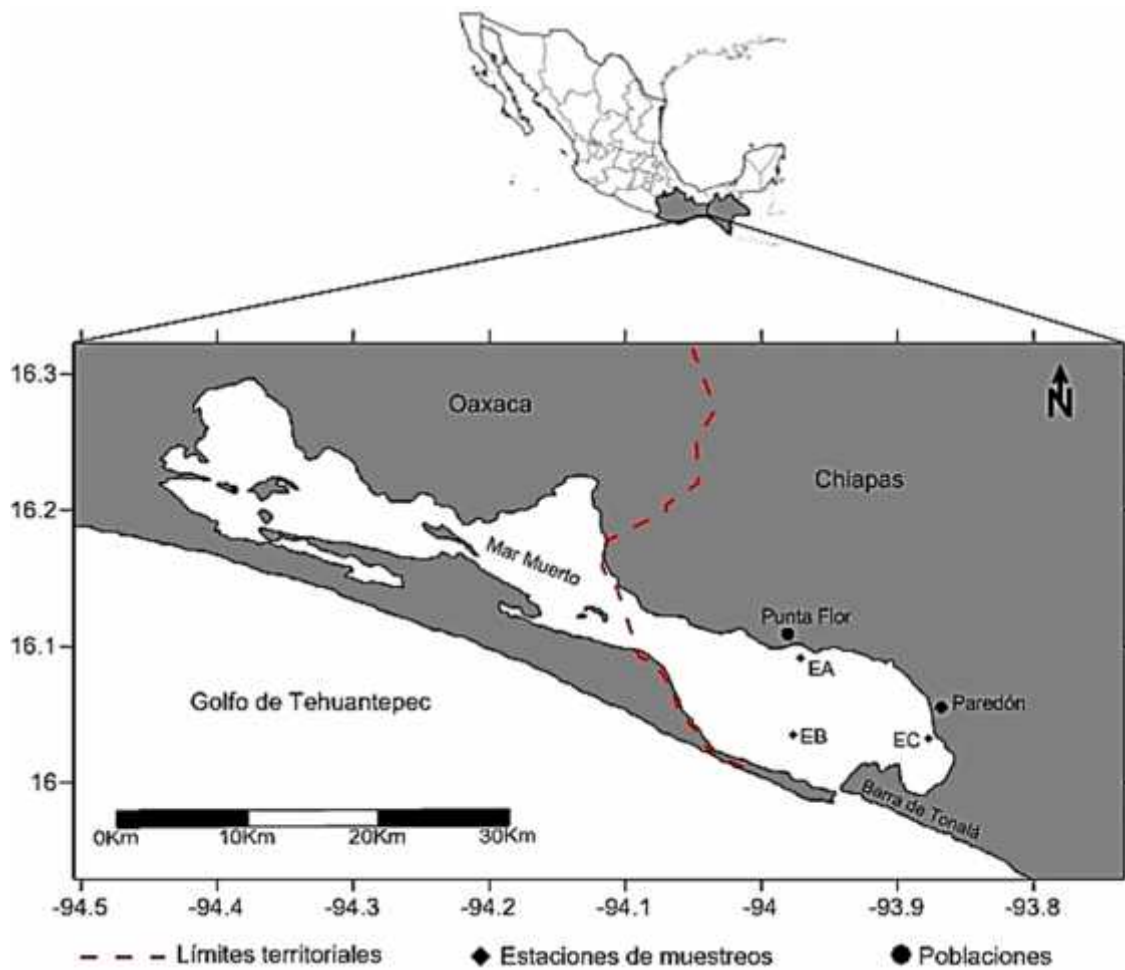 -94.5
-94.4
-94.3
-94.2
-94.1
-94
-93.9
-93.8
16.3
16.2
16.1
16
N
Oaxaca
Chiapas
Mar Muerto
Punta Flor
EA
Paredón
EB
EC
Golfo de Tehuantepec
Barra de Tonalá
0Km 10Km 20Km 30Km
Límites territoriales
Estaciones de muestreos
Poblaciones